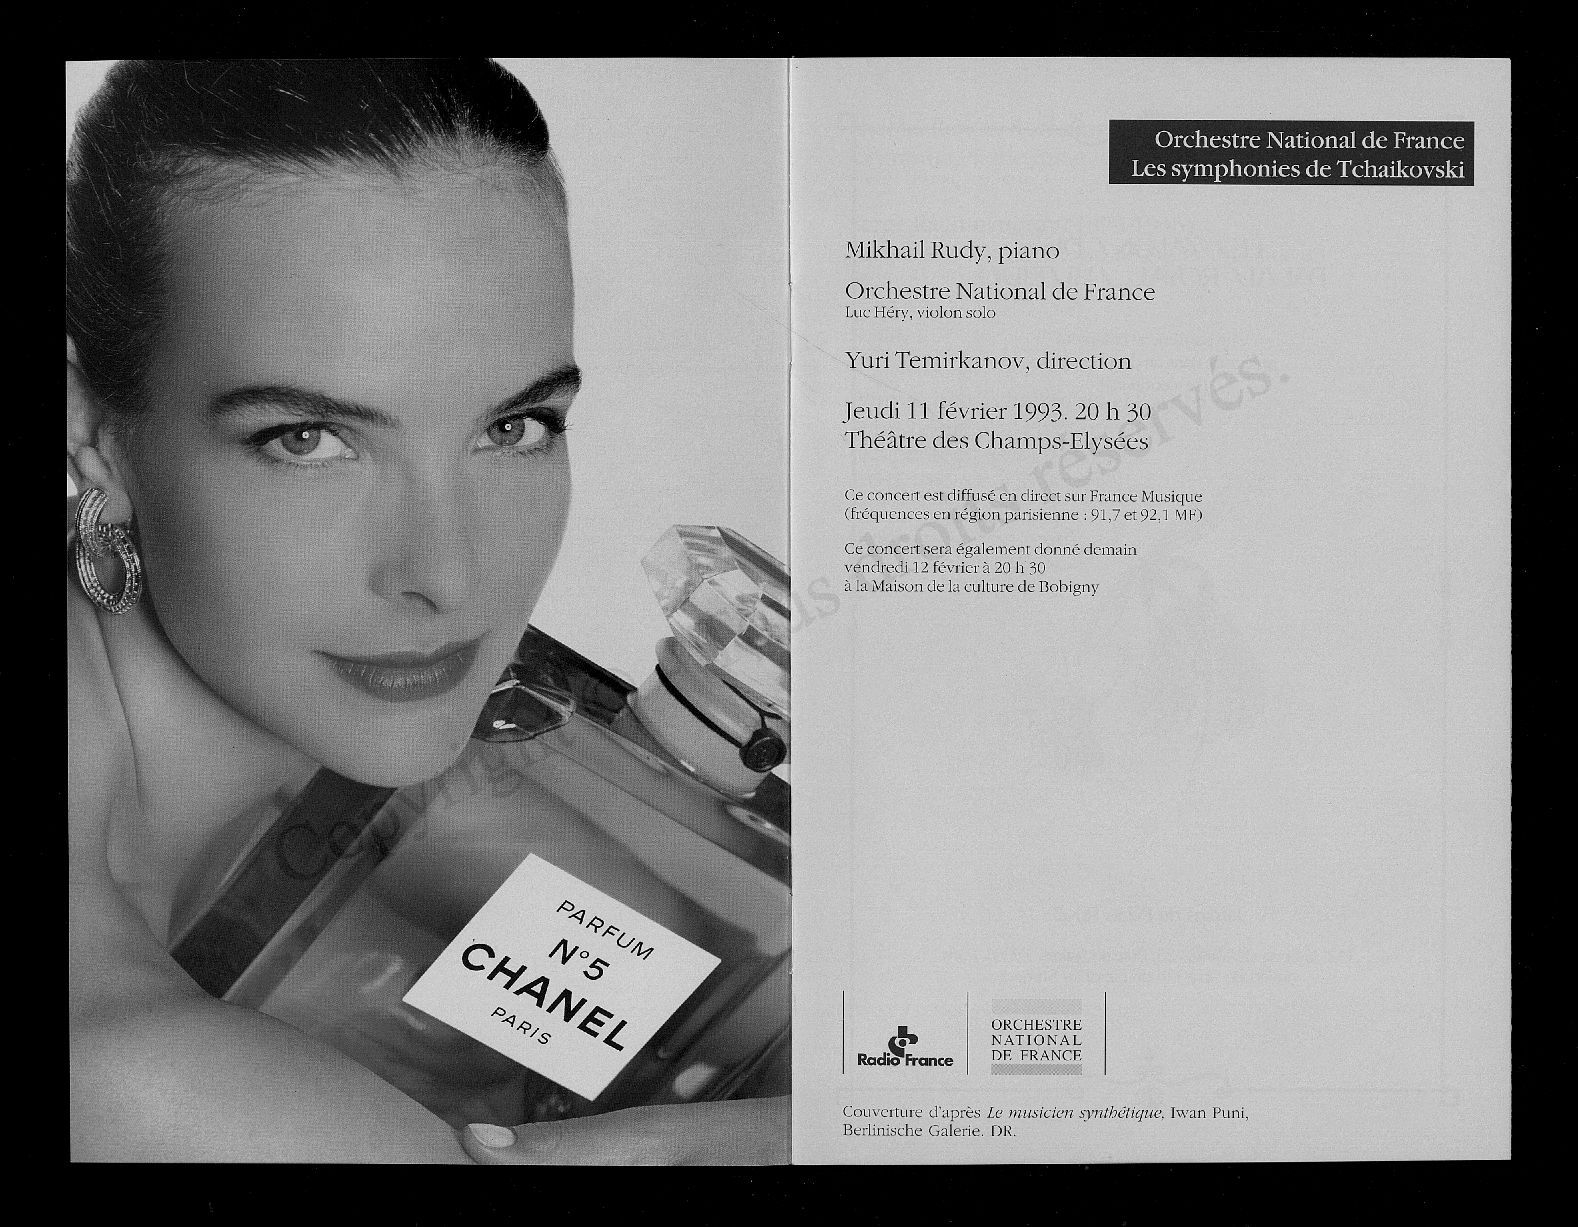 PARFUM
N°5
CHANEL
PARIS
Orchestre National de France
Les symphonies de Tchaikovski
Mikhail Rudy, piano
Orchestre National de France
Luc Héry, violon solo
Yuri Temirkanov, direction
Jeudi 11 février 1993. 20 h 30
Théâtre des Champs-Elysées
Ce concert est diffusé en direct sur France Musique
(fréquences en région parisienne : 91,7 et 92,1 MF)
Ce concert sera également donné demain
vendredi 12 février à 20 h 30
à la Maison de la culture de Bobigny
Radio France
ORCHESTRE
NATIONAL
DE FRANCE
Couverture d'après Le musicien synthétique, Iwan Puni,
Berlinische Galerie. DR.